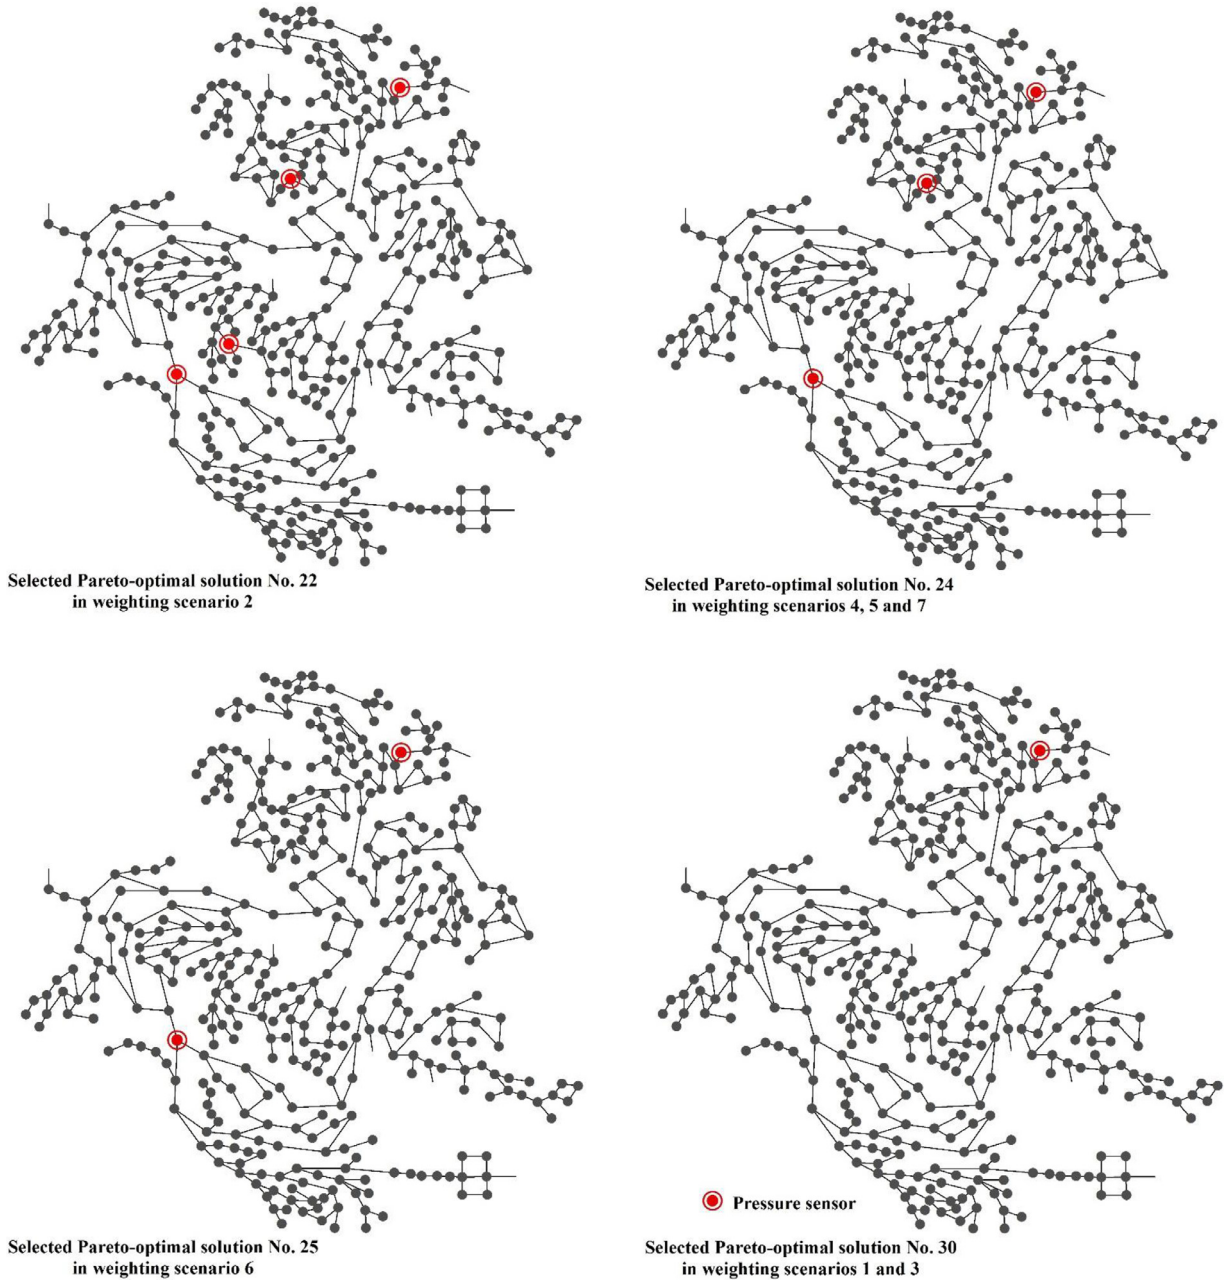 Selected Pareto-optimal solution No. 22
in weighting scenario 2
Selected Pareto-optimal solution No. 24
in weighting scenarios 4, 5 and 7
Pressure sensor
Selected Pareto-optimal solution No. 25
in weighting scenario 6
Selected Pareto-optimal solution No. 30
in weighting scenarios 1 and 3